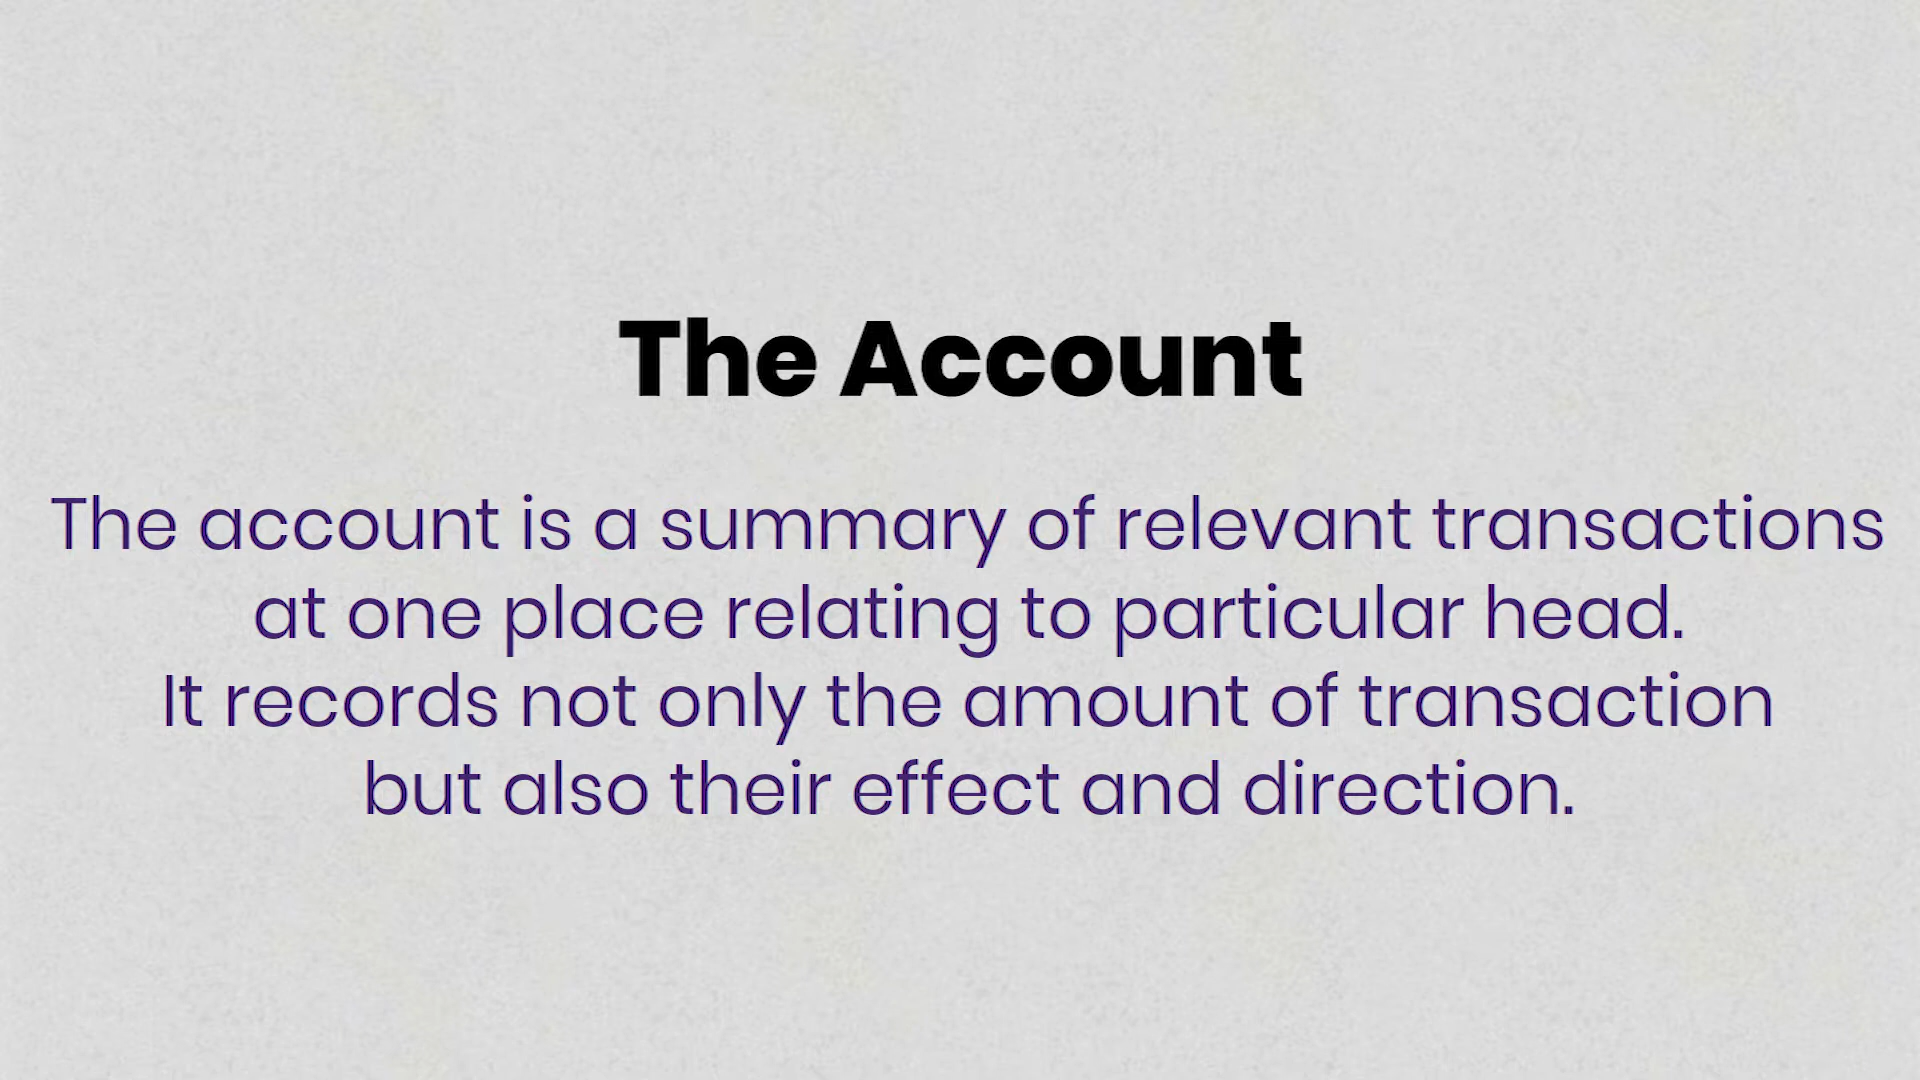 The Account
The account is a summary of relevant transactions
at one place relating to particular head.
It records not only the amount of transaction
but also their effect and direction.